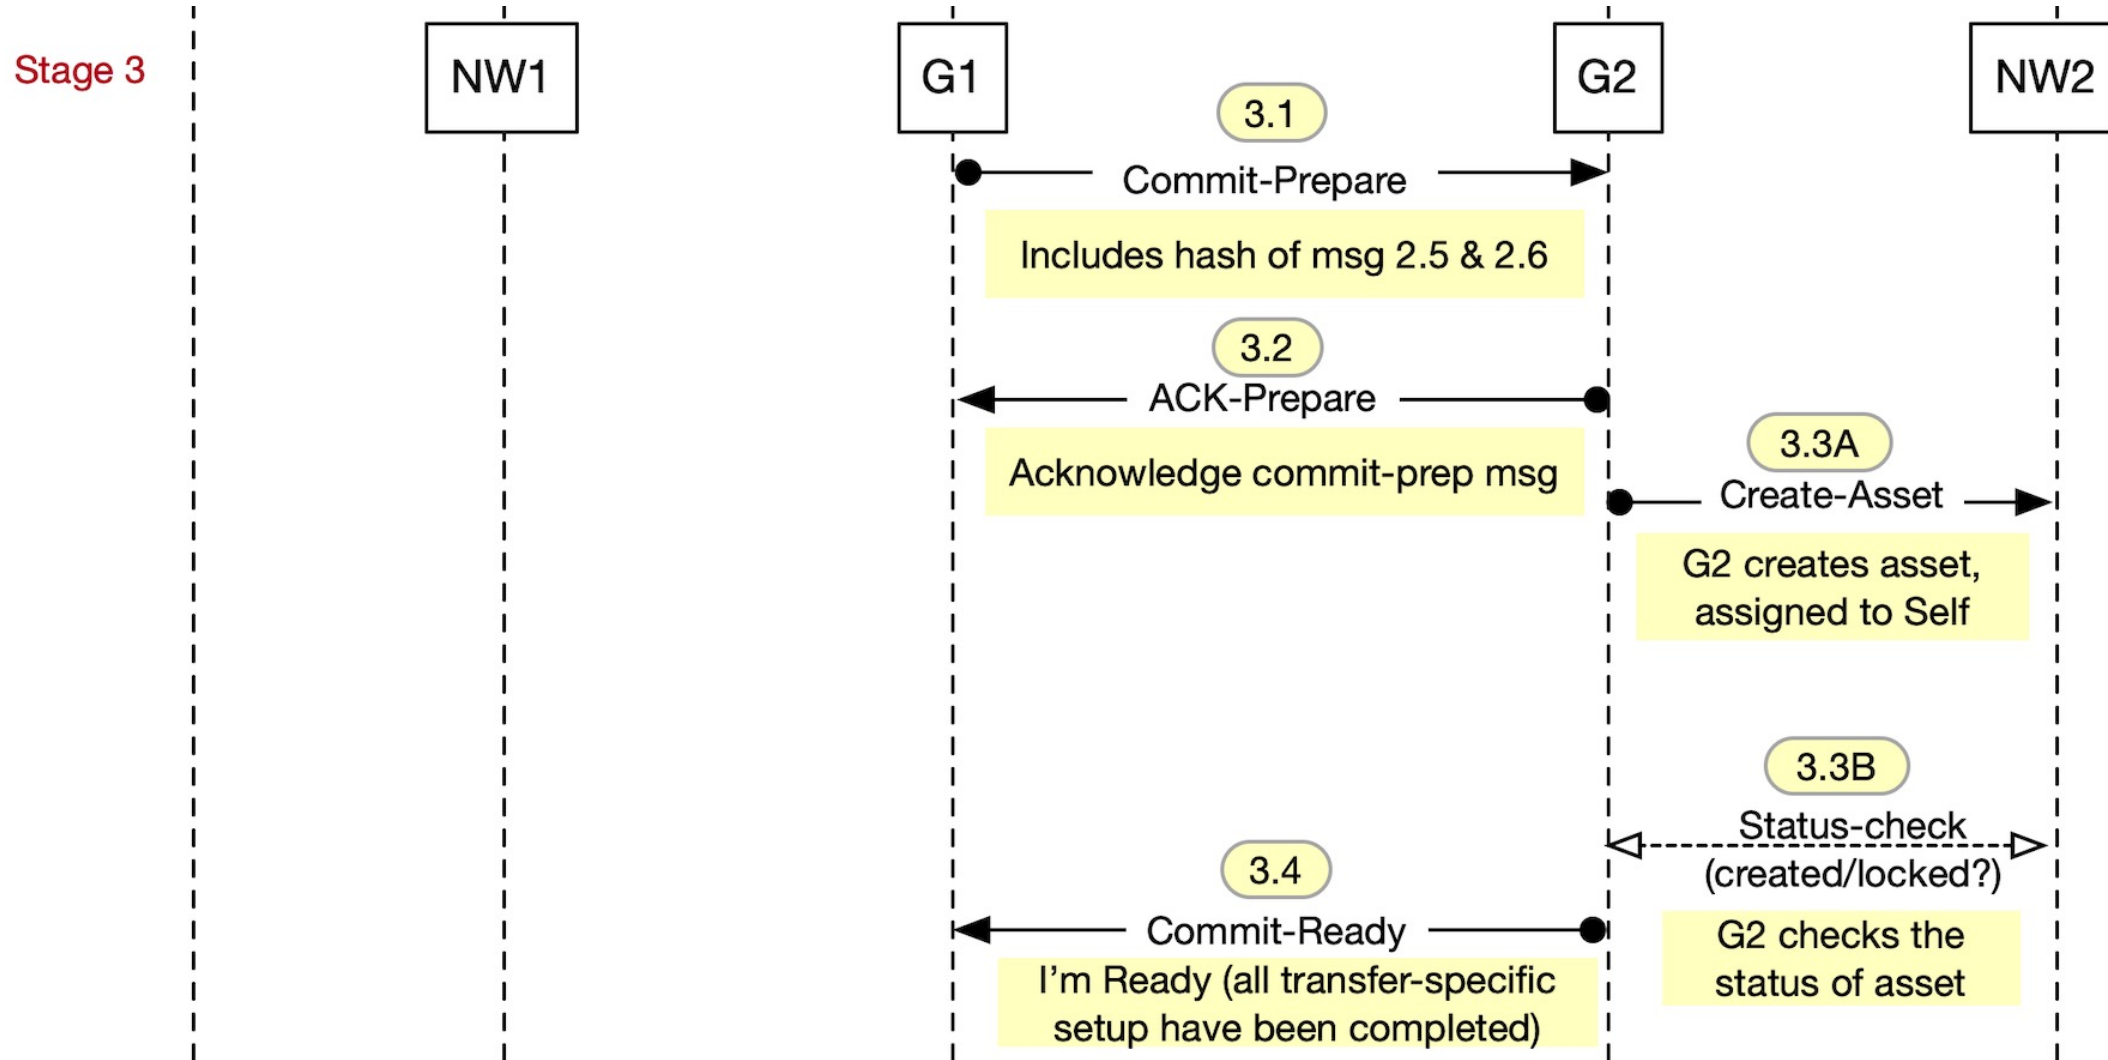 Stage 3
NW1
G1
G2
NW2
3.1
Commit-Prepare
Includes hash of msg 2.5 & 2.6
3.2
ACK-Prepare
Acknowledge commit-prep msg
3.3A
Create-Asset
G2 creates asset,
assigned to Self
3.3B
Status-check
(created/locked?)
G2 checks the
status of asset
3.4
Commit-Ready
I'm Ready (all transfer-specific
setup have been completed)